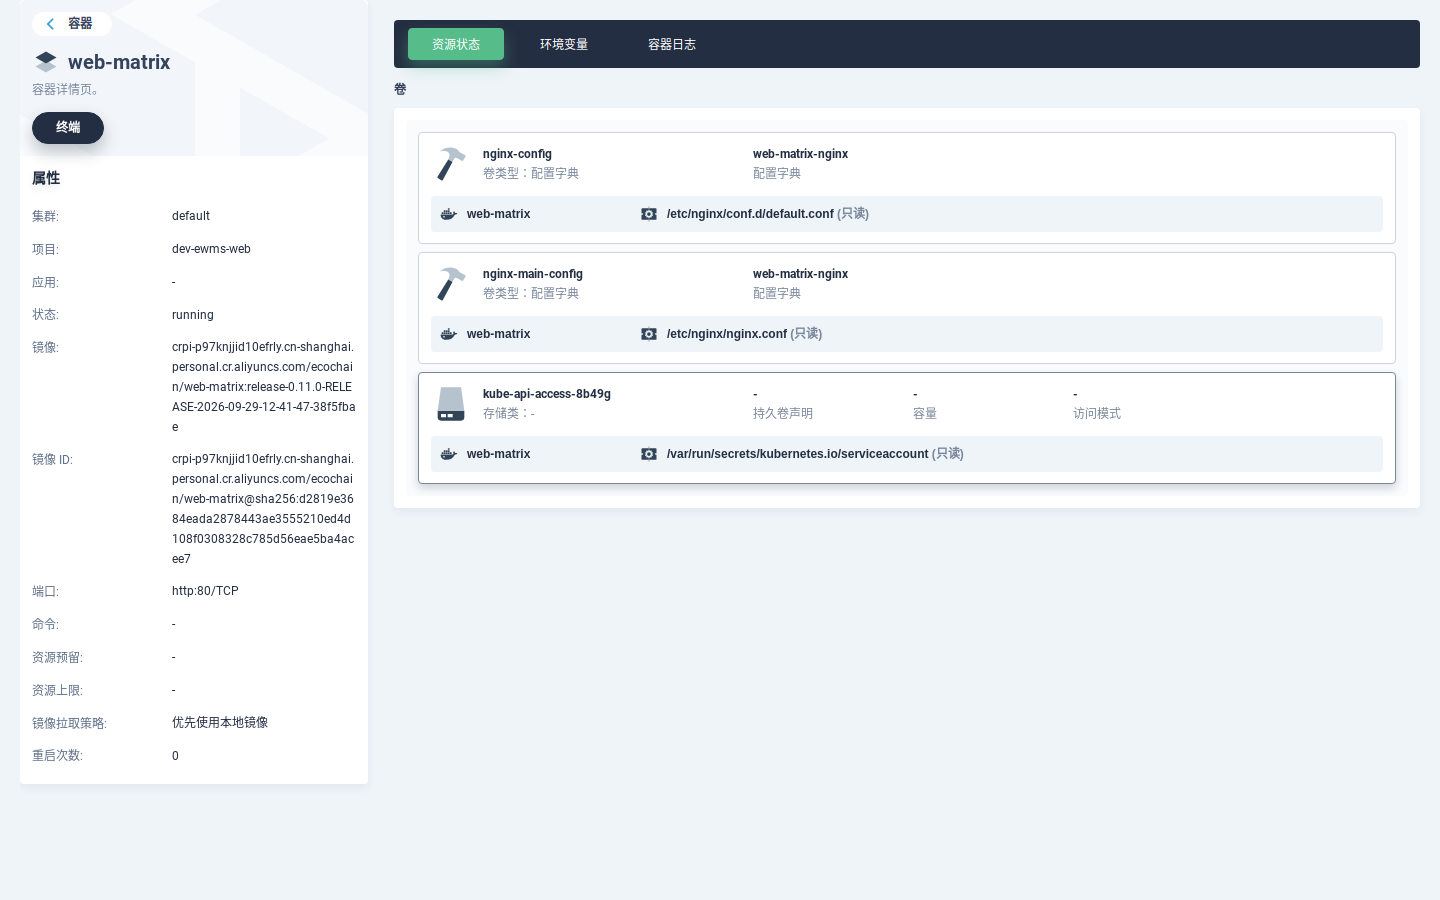 容器
web-matrix
容器详情页。
终端
属性
集群: default
项目: dev-ewms-web
应用: -
状态: running
镜像: crpi-p97knjjid10efrly.cn-shanghai.
personal.cr.aliyuncs.com/ecochai
n/web-matrix:release-0.11.0-RELE
ASE-2026-09-29-12-41-47-38f5fba
e
镜像 ID: crpi-p97knjjid10efrly.cn-shanghai.
personal.cr.aliyuncs.com/ecochai
n/web-matrix@sha256:d2819e36
84eada2878443ae3555210ed4d
108f0308328c785d56eae5ba4ac
ee7
端口: http:80/TCP
命令: -
资源预留: -
资源上限: -
镜像拉取策略: 优先使用本地镜像
重启次数: 0
资源状态 环境变量 容器日志
卷
nginx-config web-matrix-nginx
卷类型：配置字典 配置字典
web-matrix /etc/nginx/conf.d/default.conf (只读)
nginx-main-config web-matrix-nginx
卷类型：配置字典 配置字典
web-matrix /etc/nginx/nginx.conf (只读)
kube-api-access-8b49g - - -
存储类：- 持久卷声明 容量 访问模式
web-matrix /var/run/secrets/kubernetes.io/serviceaccount (只读)